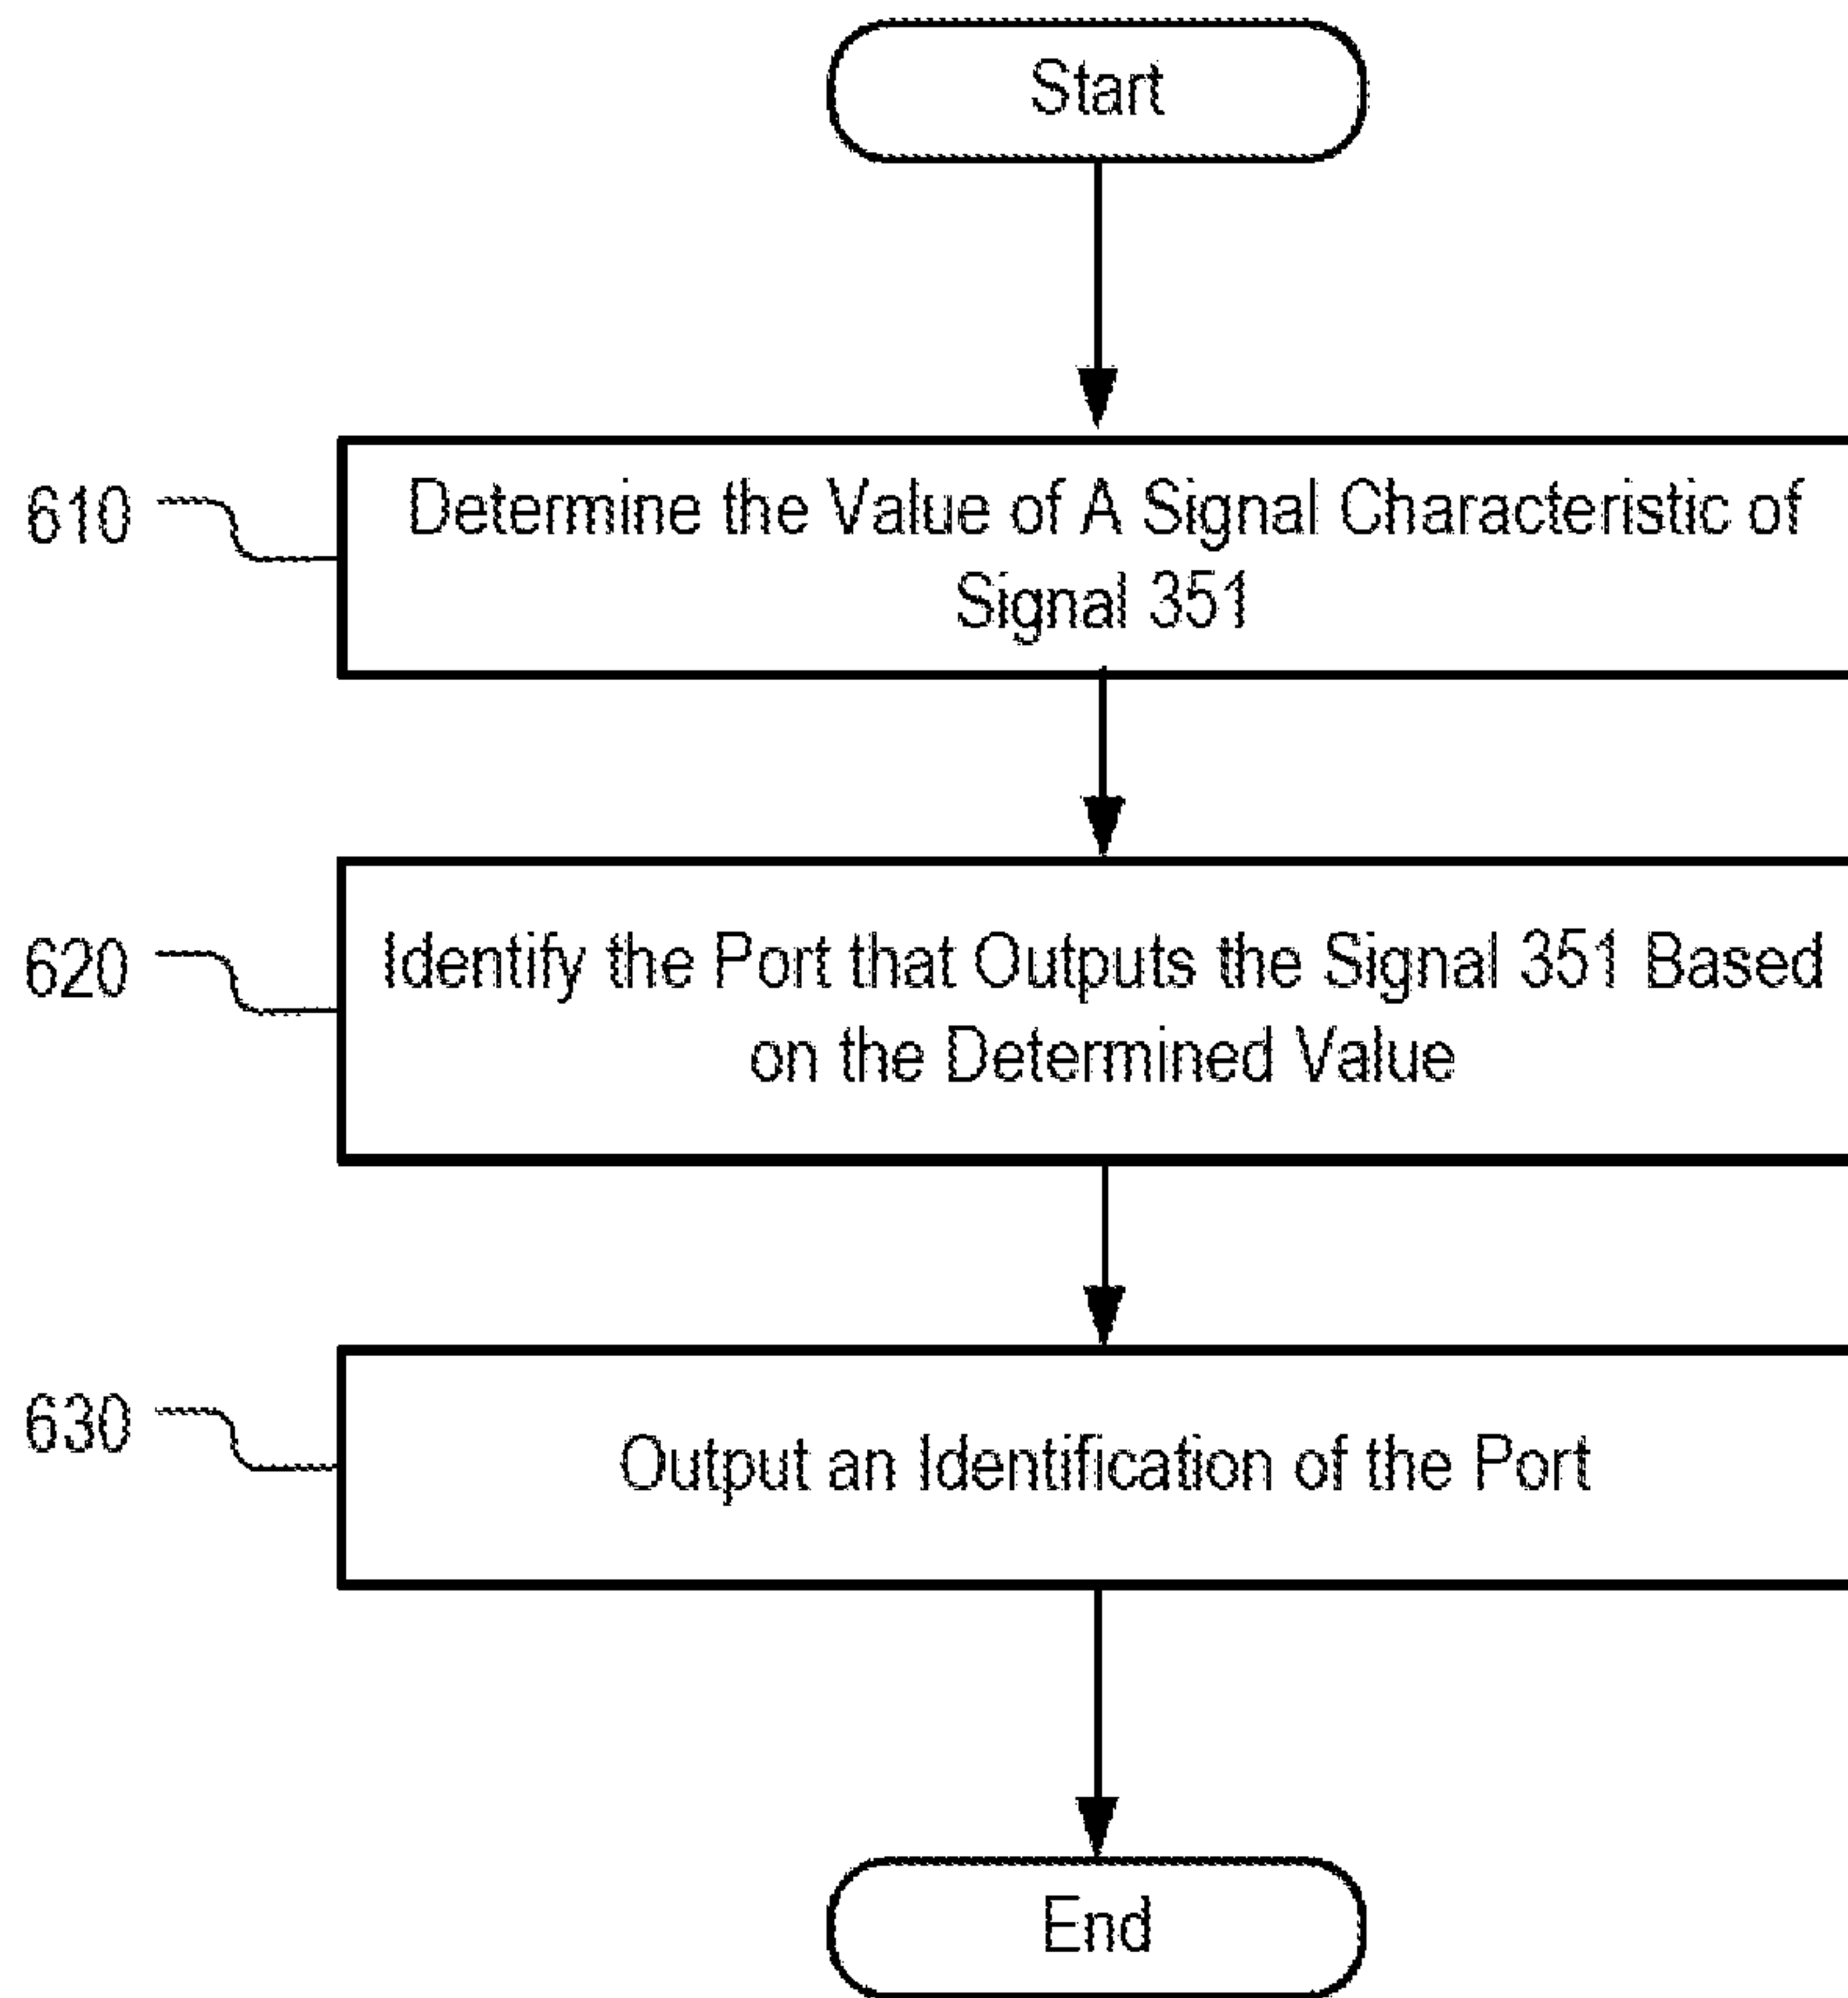 Start
610
Determine the Value of A Signal Characteristic of
Signal 351
620
Identify the Port that Outputs the Signal 351 Based
on the Determined Value
630
Output an Identification of the Port
End